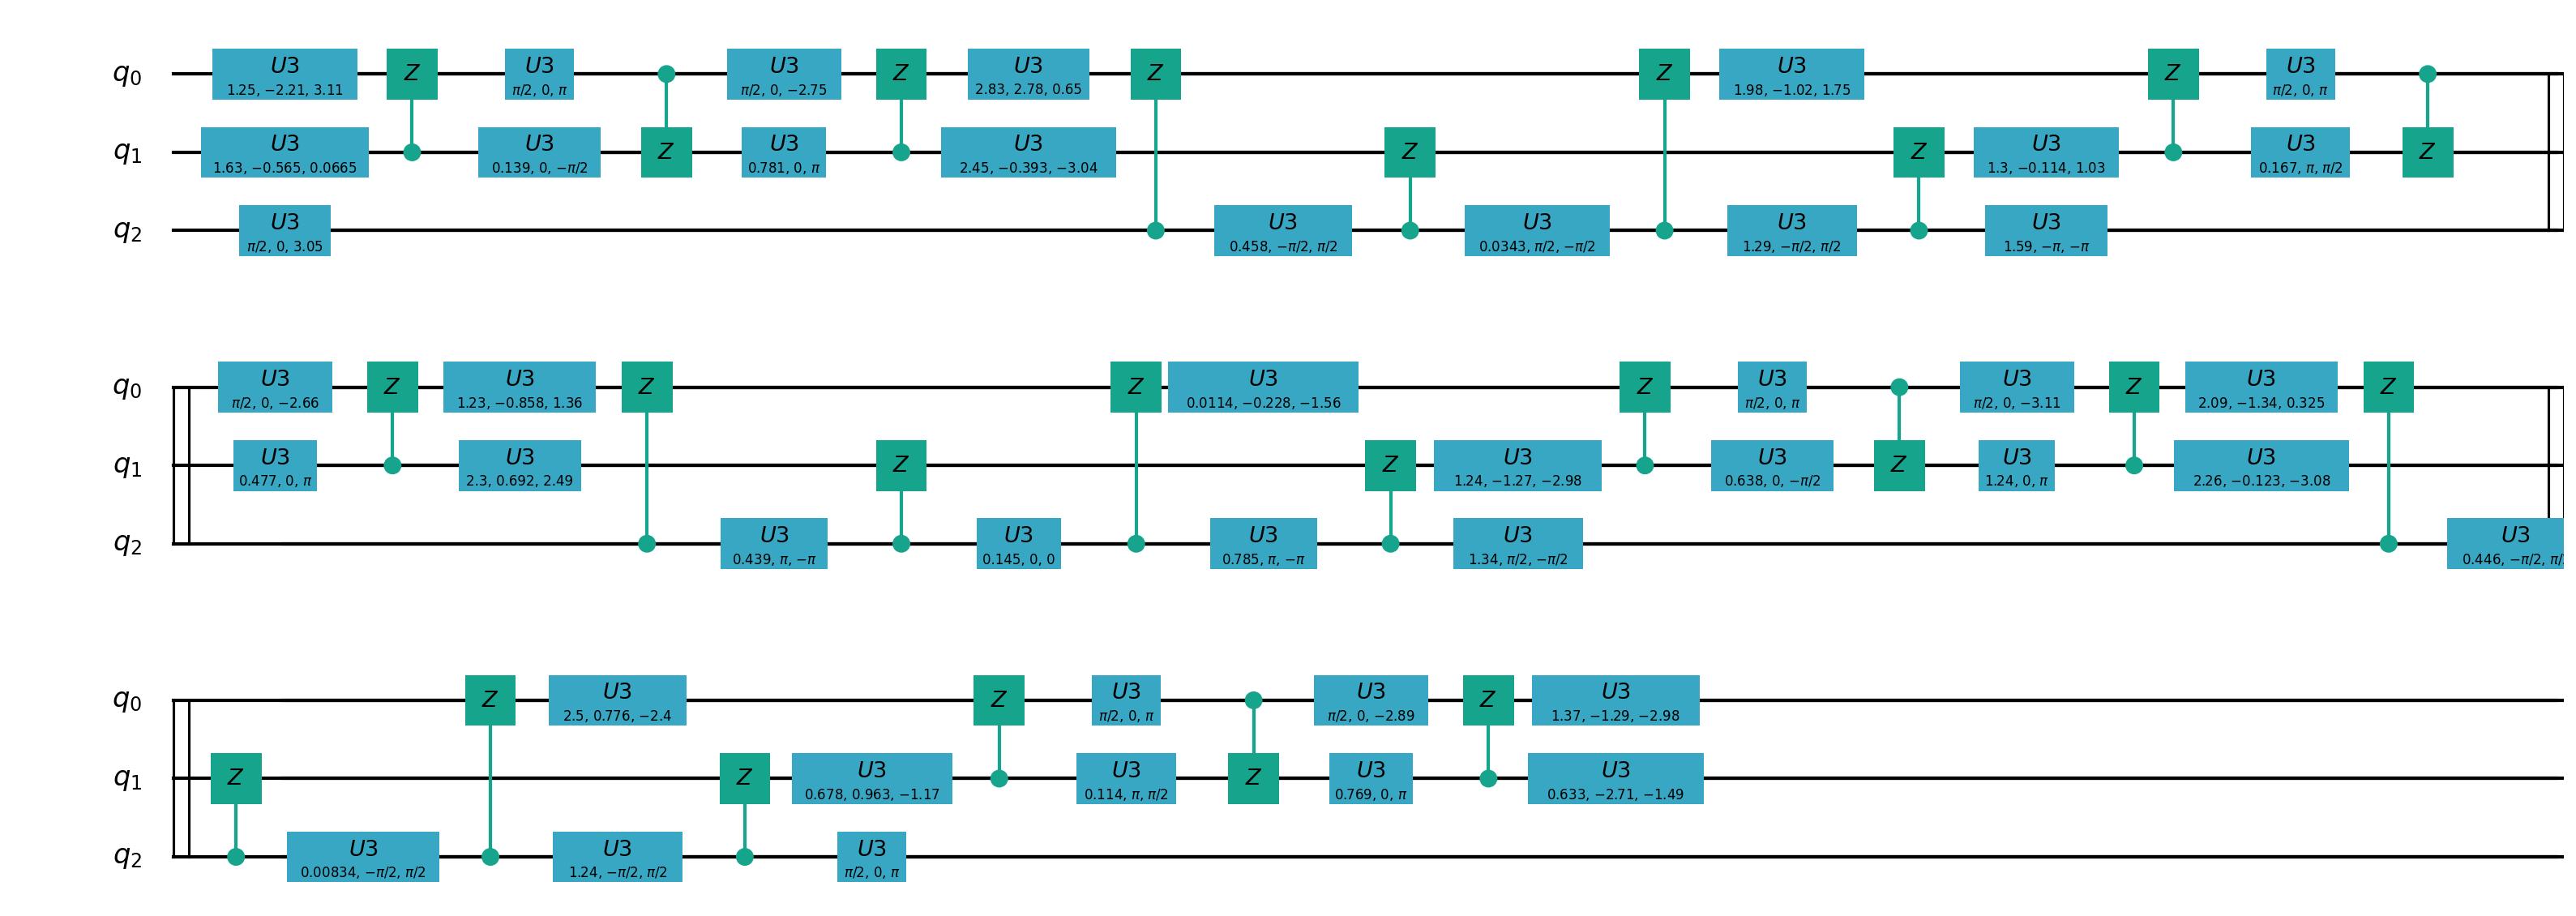 q0 U3 Z U3 U3 Z U3 Z Z U3 Z U3
1.25, −2.21, 3.11 π/2, 0, π π/2, 0, −2.75 2.83, 2.78, 0.65 1.98, −1.02, 1.75 π/2, 0, π
q1 U3 U3 Z U3 U3 Z Z U3 U3 Z
1.63, −0.565, 0.0665 0.139, 0, −π/2 0.781, 0, π 2.45, −0.393, −3.04 1.3, −0.114, 1.03 0.167, π, π/2
q2 U3 U3 U3 U3 U3
π/2, 0, 3.05 0.458, −π/2, π/2 0.0343, π/2, −π/2 1.29, −π/2, π/2 1.59, −π, −π
q0 U3 Z U3 Z Z U3 Z U3 U3 Z U3 Z
π/2, 0, −2.66 1.23, −0.858, 1.36 0.0114, −0.228, −1.56 π/2, 0, π π/2, 0, −3.11 2.09, −1.34, 0.325
q1 U3 U3 Z Z U3 U3 Z U3 U3
0.477, 0, π 2.3, 0.692, 2.49 1.24, −1.27, −2.98 0.638, 0, −π/2 1.24, 0, π 2.26, −0.123, −3.08
q2 U3 U3 U3 U3 U3
0.439, π, −π 0.145, 0, 0 0.785, π, −π 1.34, π/2, −π/2 0.446, −π/2,
q0 Z U3 Z U3 U3 Z U3
2.5, 0.776, −2.4 π/2, 0, π π/2, 0, −2.89 1.37, −1.29, −2.98
q1 Z Z U3 U3 Z U3 U3
0.678, 0.963, −1.17 0.114, π, π/2 0.769, 0, π 0.633, −2.71, −1.49
q2 U3 U3 U3
0.00834, −π/2, π/2 1.24, −π/2, π/2 π/2, 0, π